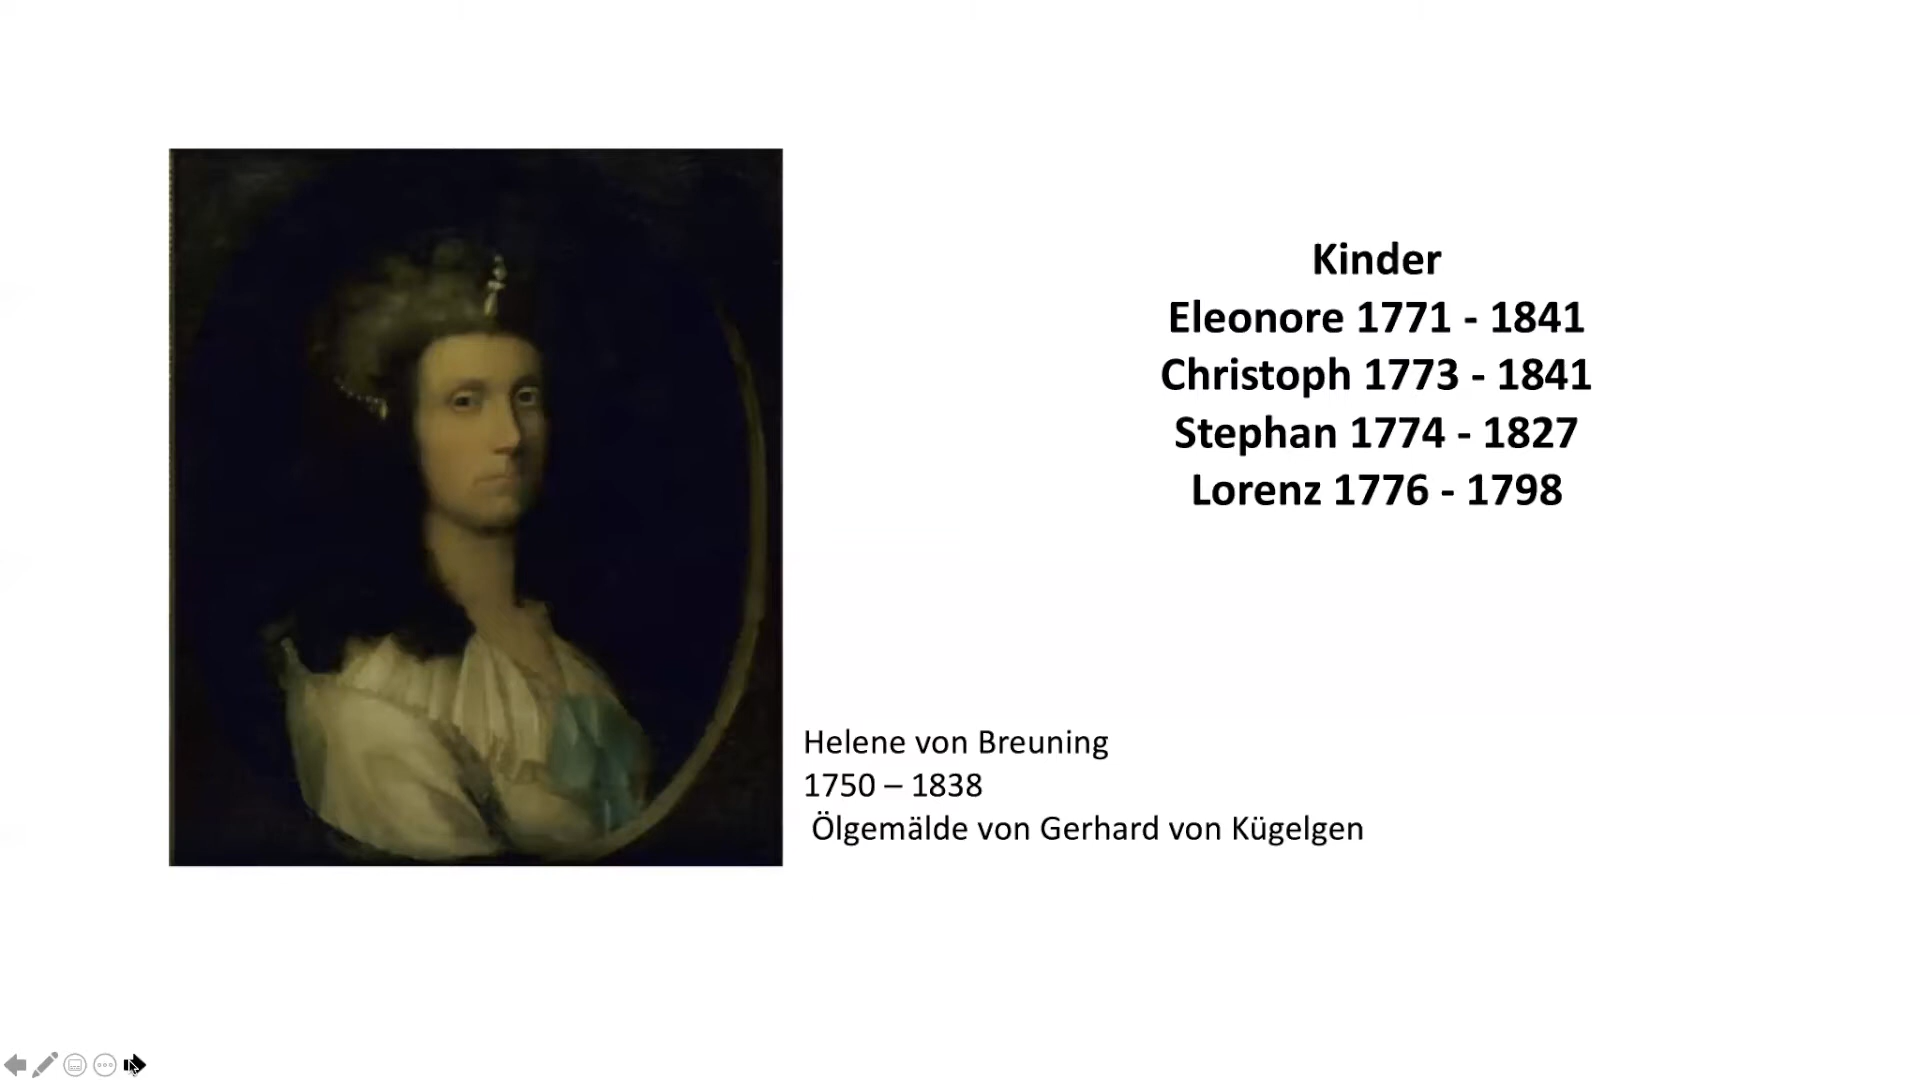 Kinder
Eleonore 1771 - 1841
Christoph 1773 - 1841
Stephan 1774 - 1827
Lorenz 1776 - 1798
Helene von Breuning
1750 – 1838
Ölgemälde von Gerhard von Kügelgen